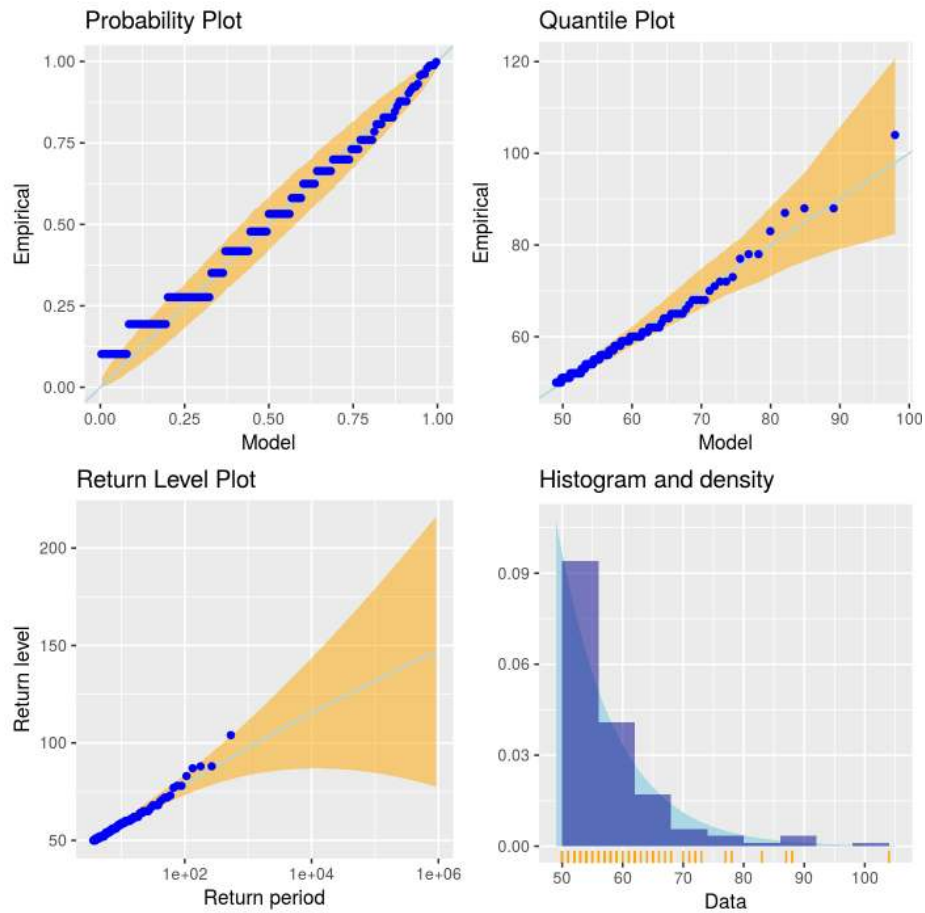 Probability Plot
1.00
0.75
0.50
0.25
0.00
Empirical
0.00 0.25 0.50 0.75 1.00
Model
Quantile Plot
120
100
80
60
Empirical
50 60 70 80 90 100
Model
Return Level Plot
200
150
100
50
Return level
1e+02 1e+04 1e+06
Return period
Histogram and density
0.09
0.06
0.03
0.00
50 60 70 80 90 100
Data